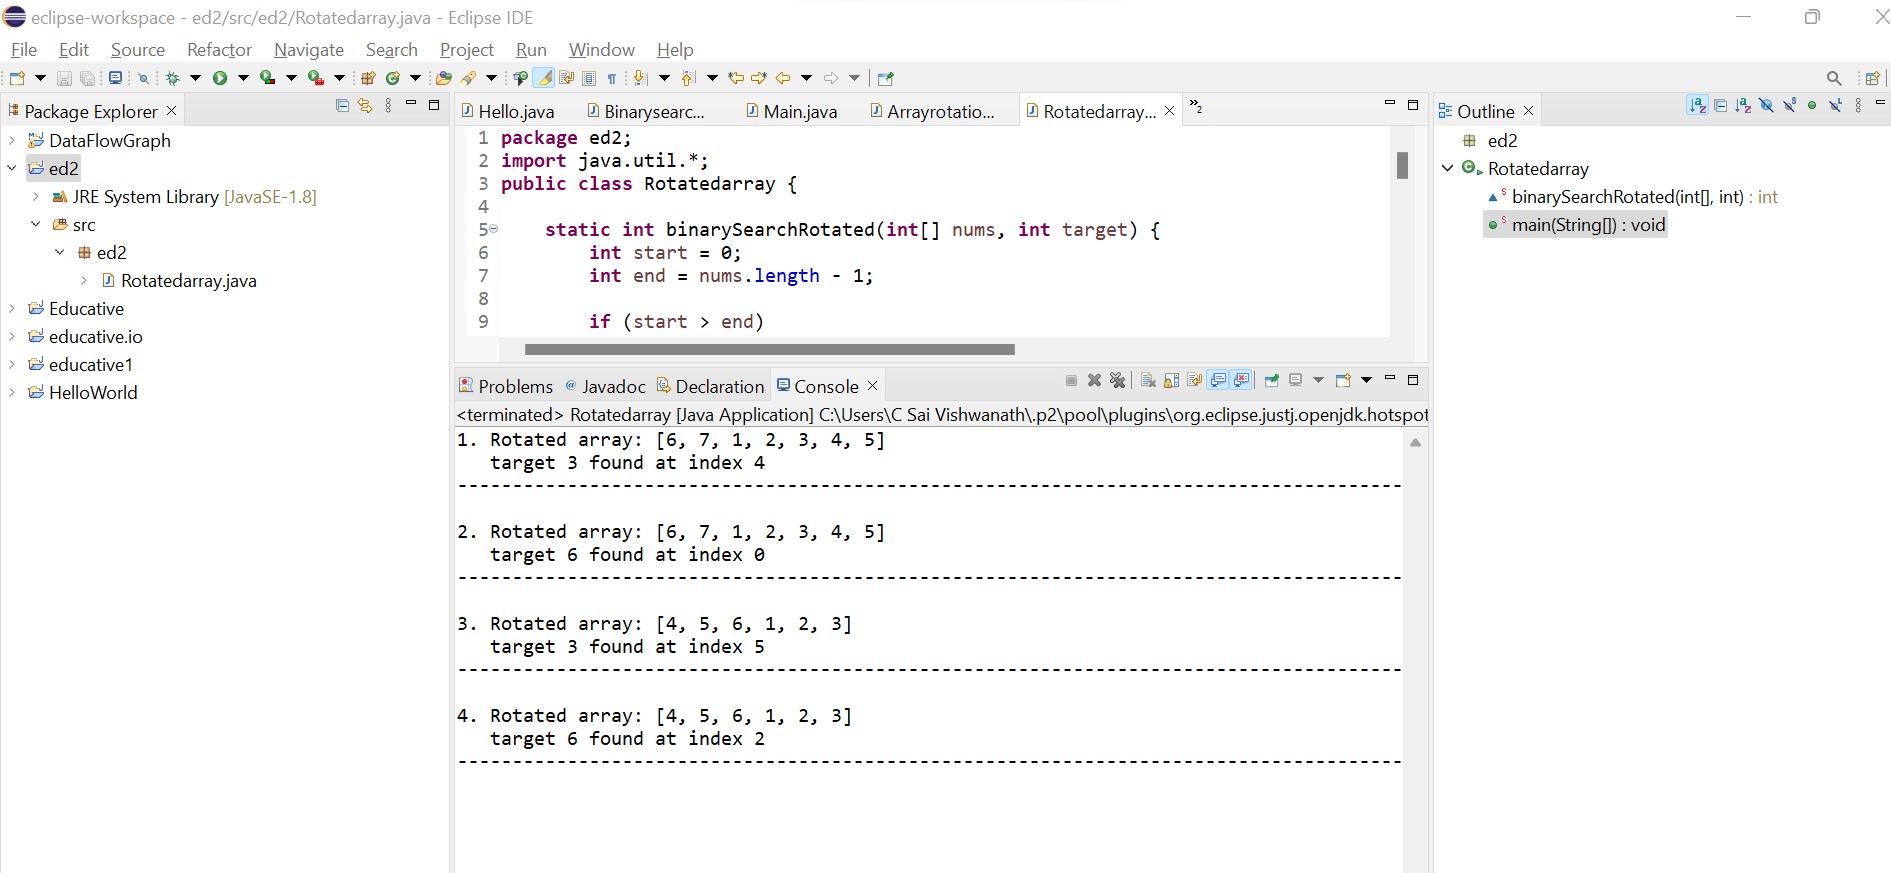 eclipse-workspace - ed2/src/ed2/Rotatedarray.java - Eclipse IDE
File Edit Source Refactor Navigate Search Project Run Window Help
Package Explorer
DataFlowGraph
ed2
JRE System Library [JavaSE-1.8]
src
ed2
Rotatedarray.java
Educative
educative.io
educative1
HelloWorld
Hello.java Binarysearc... Main.java Arrayrotatio... Rotatedarray... »2
1 package ed2;
2 import java.util.*;
3 public class Rotatedarray {
4
5 static int binarySearchRotated(int[] nums, int target) {
6 int start = 0;
7 int end = nums.length - 1;
8
9 if (start > end)
Problems @ Javadoc Declaration Console
<terminated> Rotatedarray [Java Application] C:\Users\C Sai Vishwanath\.p2\pool\plugins\org.eclipse.justj.openjdk.hotspot
1. Rotated array: [6, 7, 1, 2, 3, 4, 5]
target 3 found at index 4
--------------------------------------------------------------------------------------
2. Rotated array: [6, 7, 1, 2, 3, 4, 5]
target 6 found at index 0
--------------------------------------------------------------------------------------
3. Rotated array: [4, 5, 6, 1, 2, 3]
target 3 found at index 5
--------------------------------------------------------------------------------------
4. Rotated array: [4, 5, 6, 1, 2, 3]
target 6 found at index 2
--------------------------------------------------------------------------------------
Outline
ed2
Rotatedarray
binarySearchRotated(int[], int) : int
main(String[]) : void